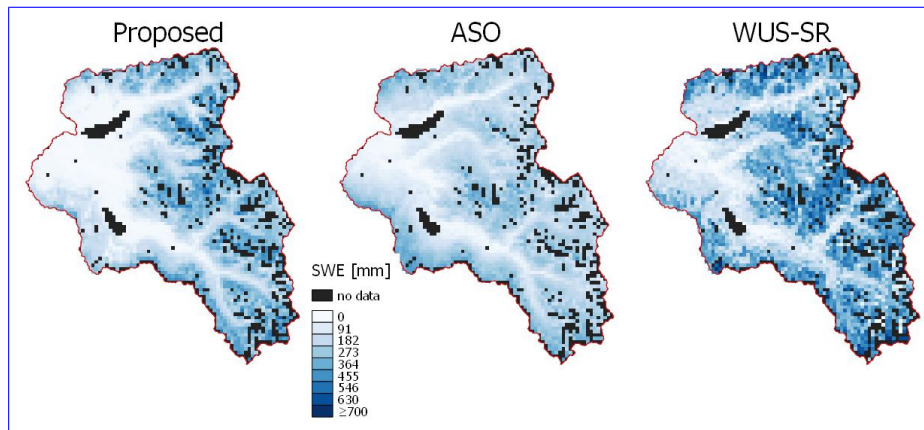 Proposed
ASO
WUS-SR
SWE [mm]
no data
0
91
182
273
364
455
546
630
≥700